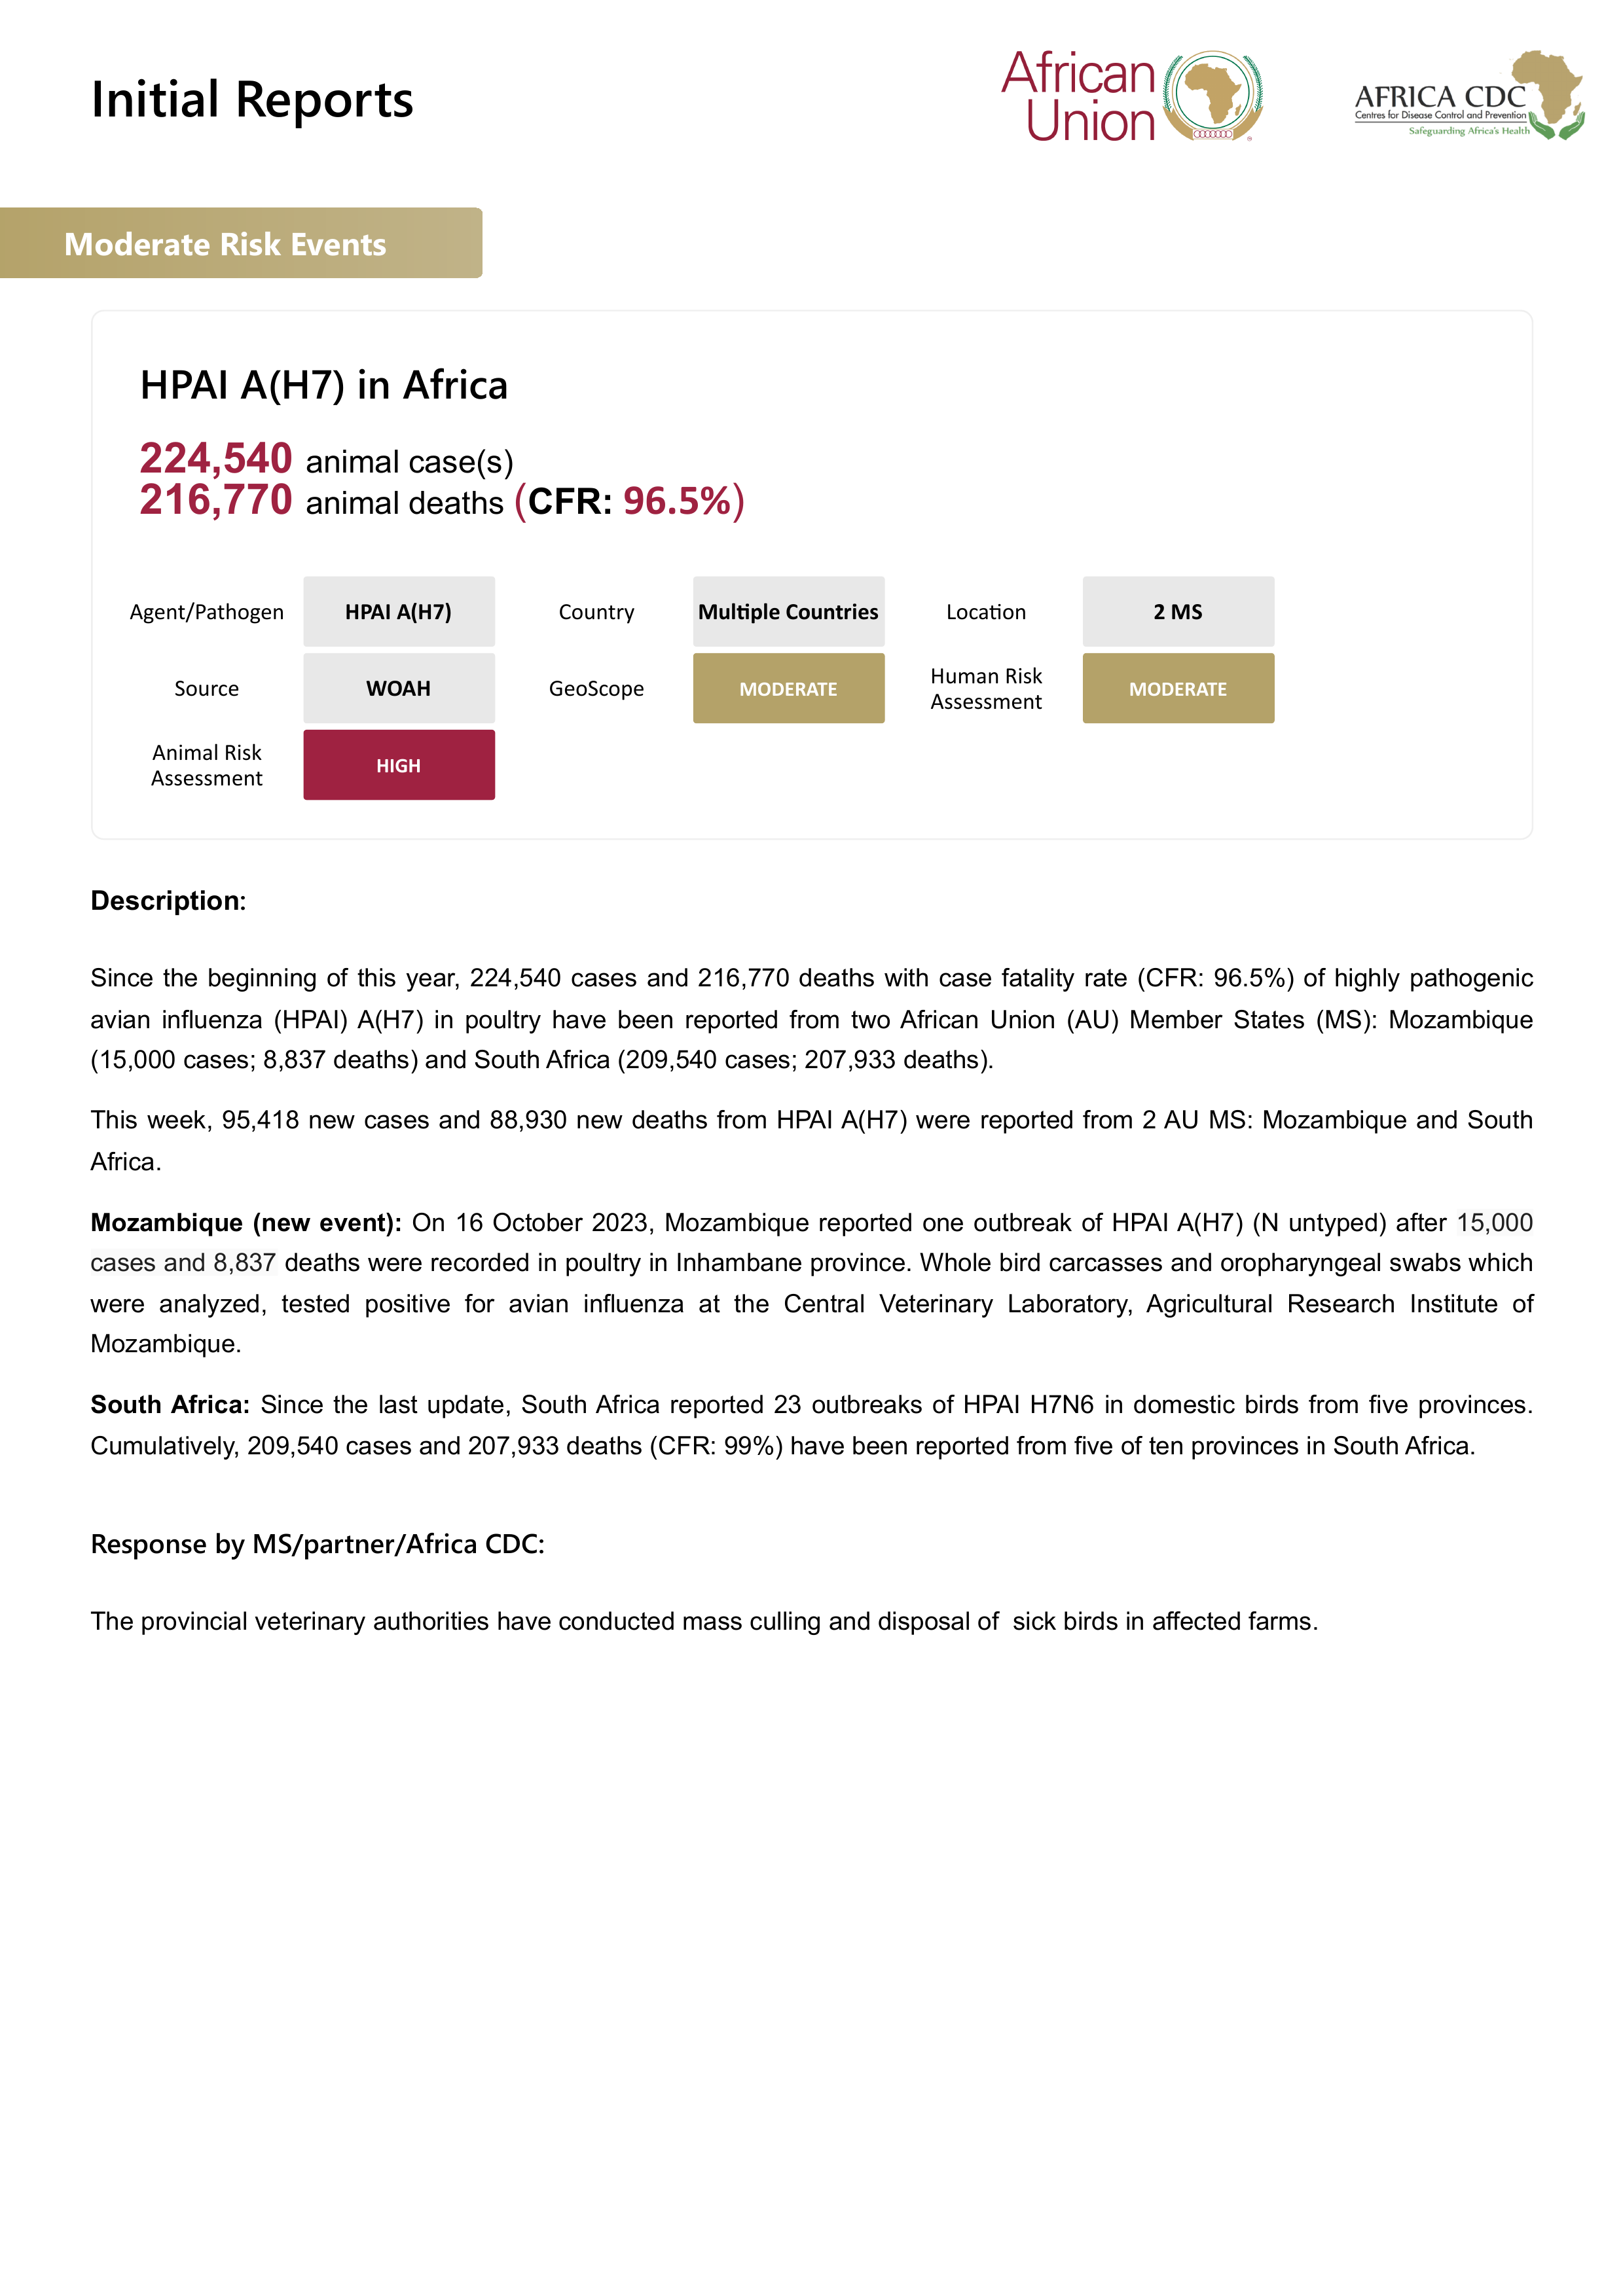 Initial Reports
African
Union
AFRICA CDC
Centres for Disease Control and Prevention
Safeguarding Africa's Health
Moderate Risk Events
HPAI A(H7) in Africa
224,540 animal case(s)
216,770 animal deaths (CFR: 96.5%)
Agent/Pathogen HPAI A(H7) Country Multiple Countries Location 2 MS
Source WOAH GeoScope MODERATE Human Risk Assessment MODERATE
Animal Risk Assessment HIGH
Description:
Since the beginning of this year, 224,540 cases and 216,770 deaths with case fatality rate (CFR: 96.5%) of highly pathogenic
avian influenza (HPAI) A(H7) in poultry have been reported from two African Union (AU) Member States (MS): Mozambique
(15,000 cases; 8,837 deaths) and South Africa (209,540 cases; 207,933 deaths).
This week, 95,418 new cases and 88,930 new deaths from HPAI A(H7) were reported from 2 AU MS: Mozambique and South
Africa.
Mozambique (new event): On 16 October 2023, Mozambique reported one outbreak of HPAI A(H7) (N untyped) after 15,000
cases and 8,837 deaths were recorded in poultry in Inhambane province. Whole bird carcasses and oropharyngeal swabs which
were analyzed, tested positive for avian influenza at the Central Veterinary Laboratory, Agricultural Research Institute of
Mozambique.
South Africa: Since the last update, South Africa reported 23 outbreaks of HPAI H7N6 in domestic birds from five provinces.
Cumulatively, 209,540 cases and 207,933 deaths (CFR: 99%) have been reported from five of ten provinces in South Africa.
Response by MS/partner/Africa CDC:
The provincial veterinary authorities have conducted mass culling and disposal of  sick birds in affected farms.